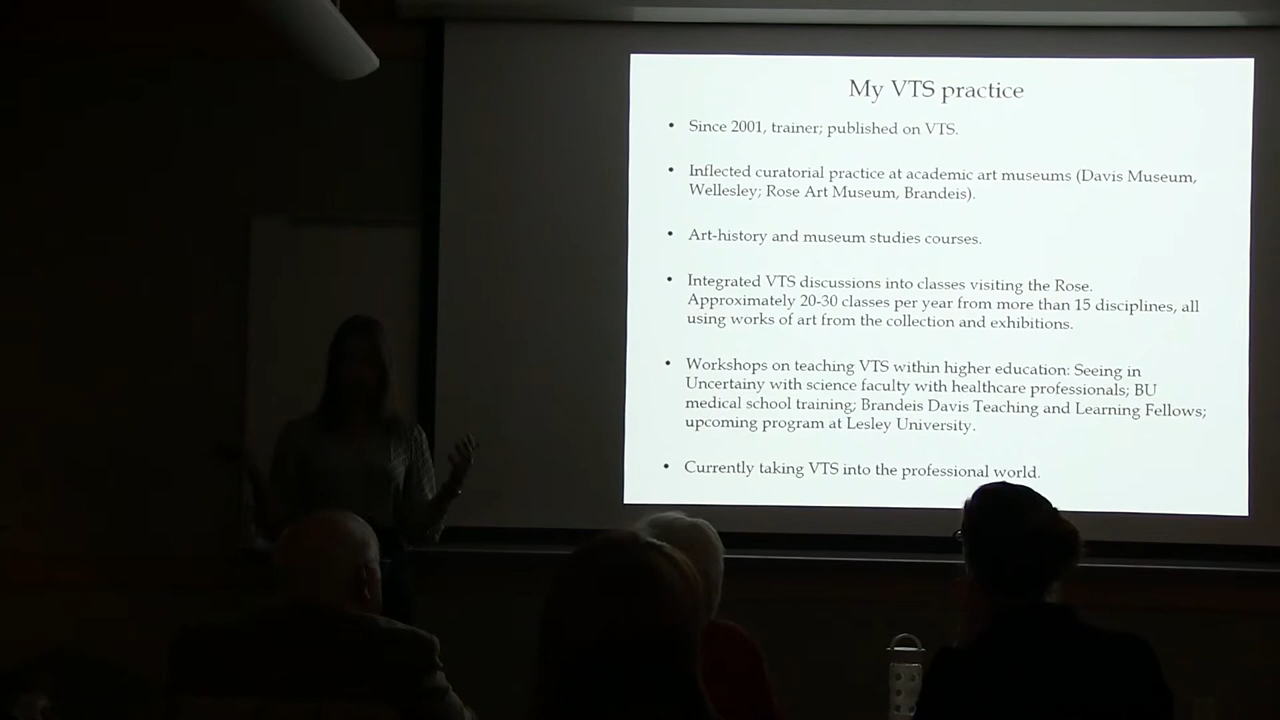 My VTS practice
• Since 2001, trainer; published on VTS.
• Inflected curatorial practice at academic art museums (Davis Museum,
Wellesley; Rose Art Museum, Brandeis).
• Art-history and museum studies courses.
• Integrated VTS discussions into classes visiting the Rose.
Approximately 20-30 classes per year from more than 15 disciplines, all
using works of art from the collection and exhibitions.
• Workshops on teaching VTS within higher education: Seeing in
Uncertainy with science faculty with healthcare professionals; BU
medical school training; Brandeis Davis Teaching and Learning Fellows;
upcoming program at Lesley University.
• Currently taking VTS into the professional world.